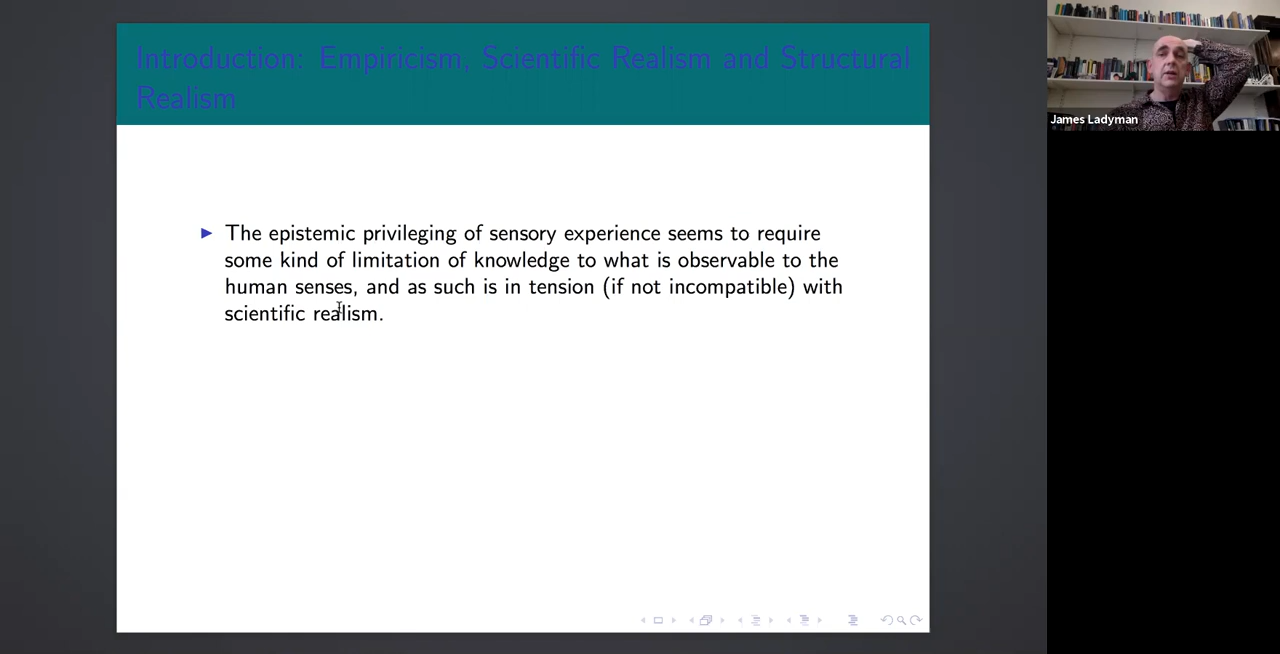 Introduction: Empiricism, Scientific Realism and Structural
Realism
The epistemic privileging of sensory experience seems to require
some kind of limitation of knowledge to what is observable to the
human senses, and as such is in tension (if not incompatible) with
scientific realism.
James Ladyman